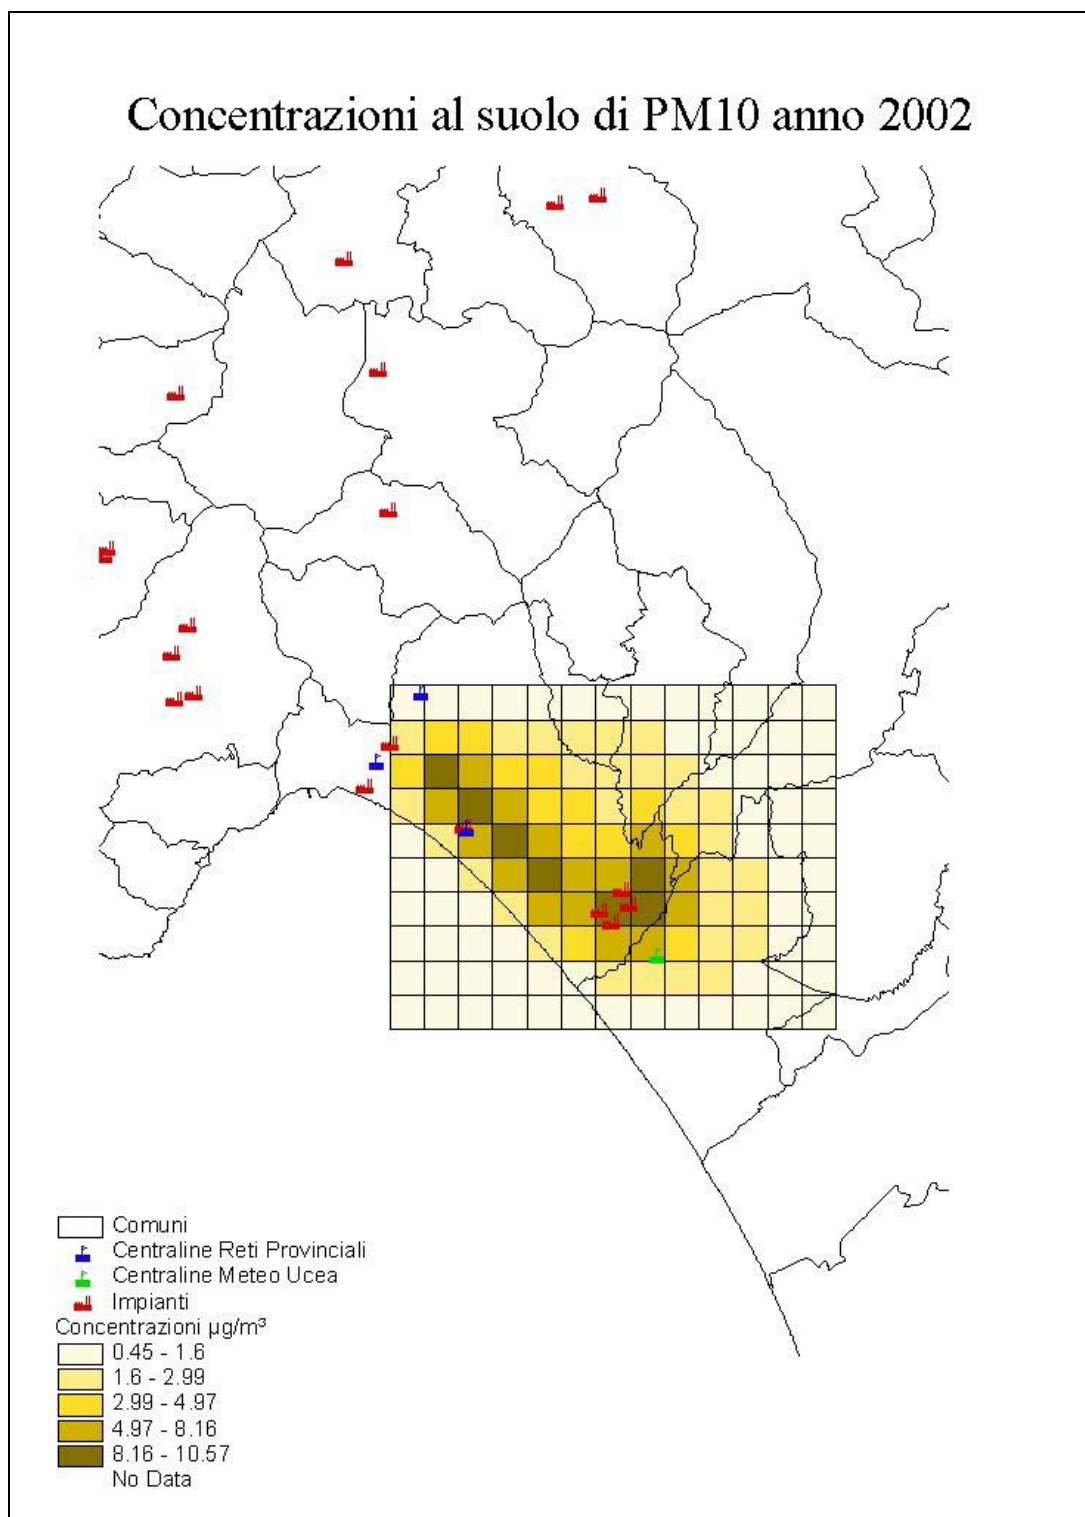 Concentrazioni al suolo di PM10 anno 2002
Comuni
Centraline Reti Provinciali
Centraline Meteo Ucea
Impianti
Concentrazioni µg/m³
0.45 - 1.6
1.6 - 2.99
2.99 - 4.97
4.97 - 8.16
8.16 - 10.57
No Data